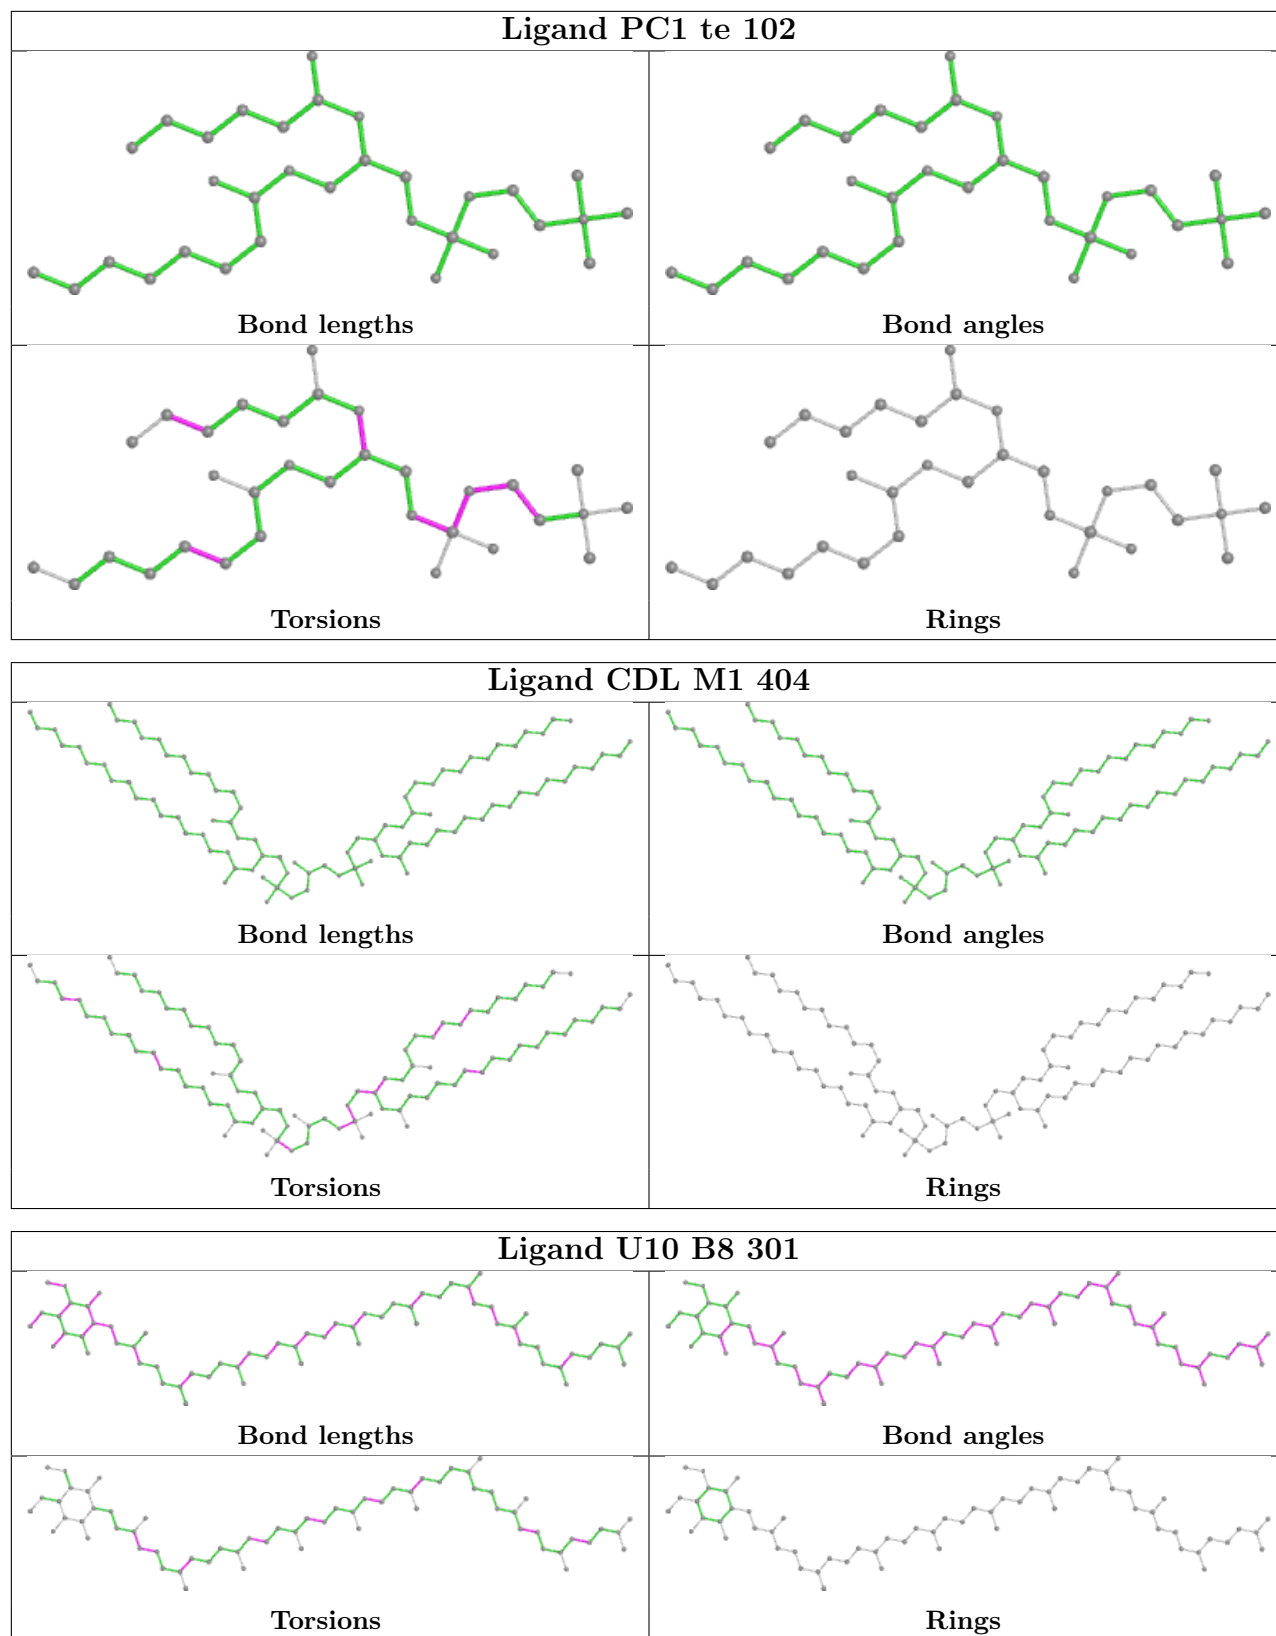 Ligand PC1 te 102
Bond lengths
Bond angles
Torsions
Rings
Ligand CDL M1 404
Bond lengths
Bond angles
Torsions
Rings
Ligand U10 B8 301
Bond lengths
Bond angles
Torsions
Rings